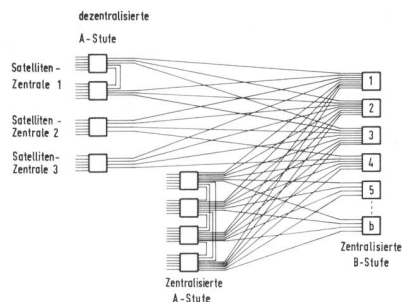 dezentralisierte
A-Stufe
Satelliten-
Zentrale 1
Satelliten-
Zentrale 2
Satelliten-
Zentrale 3
1
2
3
4
5
b
Zentralisierte
B-Stufe
Zentralisierte
A-Stufe